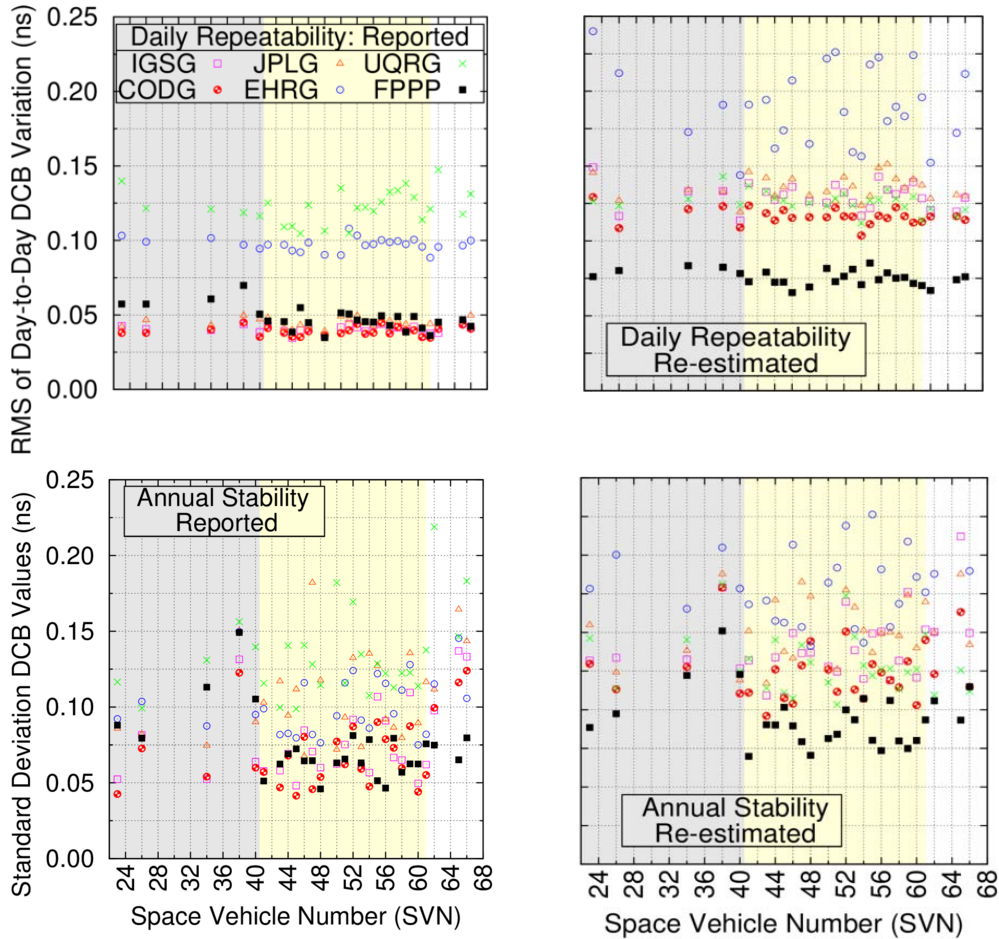 RMS of Day-to-Day DCB Variation (ns)
0.25
0.20
0.15
0.10
0.05
0.00
Daily Repeatability: Reported
IGSG JPLG UQRG
CODG EHRG FPPP
Daily Repeatability
Re-estimated
Standard Deviation DCB Values (ns)
0.25
0.20
0.15
0.10
0.05
0.00
Annual Stability
Reported
24 28 32 36 40 44 48 52 56 60 64 68
Space Vehicle Number (SVN)
Annual Stability
Re-estimated
24 28 32 36 40 44 48 52 56 60 64 68
Space Vehicle Number (SVN)